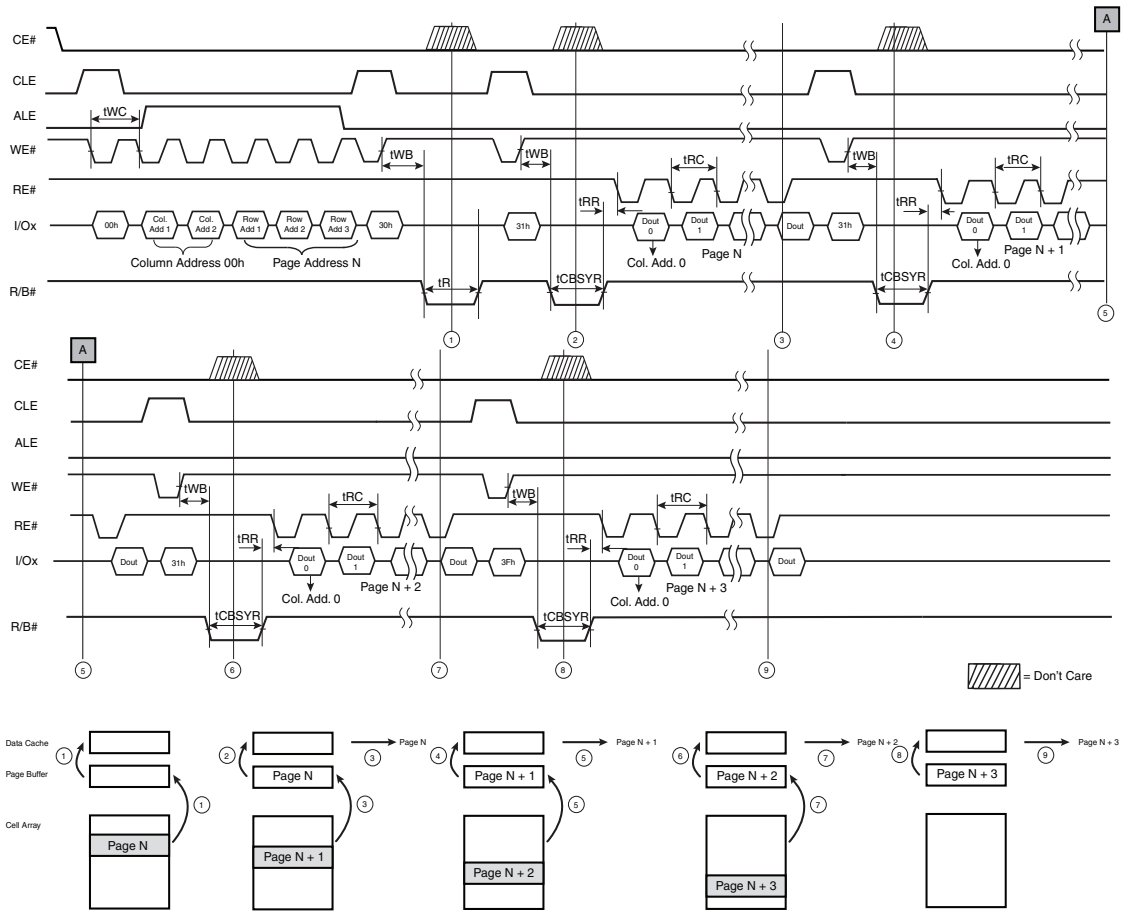 A
CE#
CLE
ALE
tWC
WE#
tWB
tWB
tWB
tRC
tRC
RE#
tRR
tRR
I/Ox
00h
Col. Add 1
Col. Add 2
Row Add 1
Row Add 2
Row Add 3
30h
31h
Dout 0
Dout 1
Dout
31h
Dout 0
Dout 1
Column Address 00h
Page Address N
Col. Add. 0
Page N
Col. Add. 0
Page N + 1
R/B#
tR
tCBSYR
tCBSYR
1
2
3
4
5
A
CE#
CLE
ALE
WE#
tWB
tWB
tRC
tRC
RE#
tRR
tRR
I/Ox
Dout
31h
Dout 0
Dout 1
Dout
3Fh
Dout 0
Dout 1
Dout
Page N + 2
Col. Add. 0
Page N + 3
Col. Add. 0
R/B#
tCBSYR
tCBSYR
5
6
7
8
9
= Don't Care
Data Cache
1
2
3
Page N
4
5
Page N + 1
6
7
Page N + 2
8
9
Page N + 3
Page Buffer
Page N
Page N + 1
Page N + 2
Page N + 3
1
3
5
7
Cell Array
Page N
Page N + 1
Page N + 2
Page N + 3